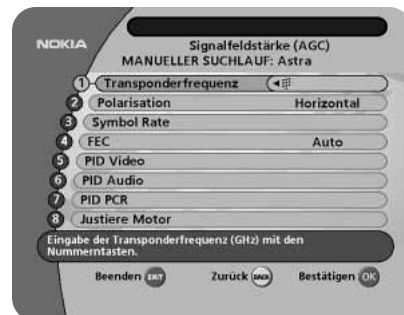 NOKIA
Signalfeldstärke (AGC)
MANUELLER SUCHLAUF: Astra
1 Transponderfrequenz
2 Polarisation Horizontal
3 Symbol Rate
4 FEC Auto
5 PID Video
6 PID Audio
7 PID PCR
8 Justiere Motor
Eingabe der Transponderfrequenz (GHz) mit den
Nummerntasten.
Beenden EXIT Zurück BACK Bestätigen OK